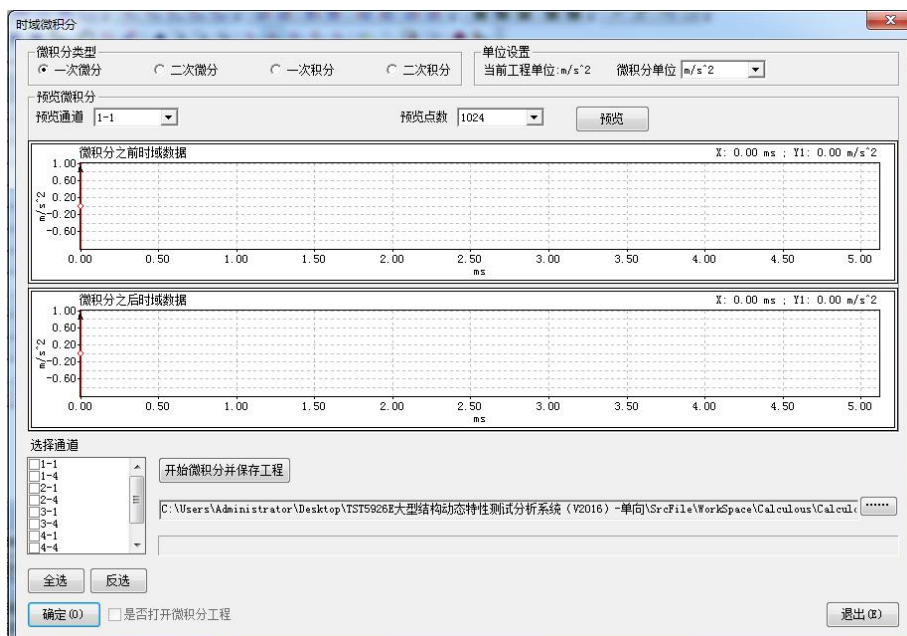 时域微积分
微积分类型
一次微分 二次微分 一次积分 二次积分
单位设置
当前工程单位:m/s^2 微积分单位 m/s^2
预览微积分
预览通道 1-1 预览点数 1024 预览
微积分之前时域数据 X: 0.00 ms ; Y1: 0.00 m/s^2
1.00
0.60
0.20
-0.20
-0.60
m/s^2
0.00 0.50 1.00 1.50 2.00 2.50 3.00 3.50 4.00 4.50 5.00
ms
微积分之后时域数据 X: 0.00 ms ; Y1: 0.00 m/s^2
1.00
0.60
0.20
-0.20
-0.60
m/s^2
0.00 0.50 1.00 1.50 2.00 2.50 3.00 3.50 4.00 4.50 5.00
ms
选择通道
1-1
1-4
2-1
2-4
3-1
3-4
4-1
4-4
开始微积分并保存工程
C:\Users\Administrator\Desktop\TST5926E大型结构动态特性测试分析系统（V2016）-单向\SrcFile\WorkSpace\Calculous\Calculo ......
全选 反选
确定(O) 是否打开微积分工程 退出(E)